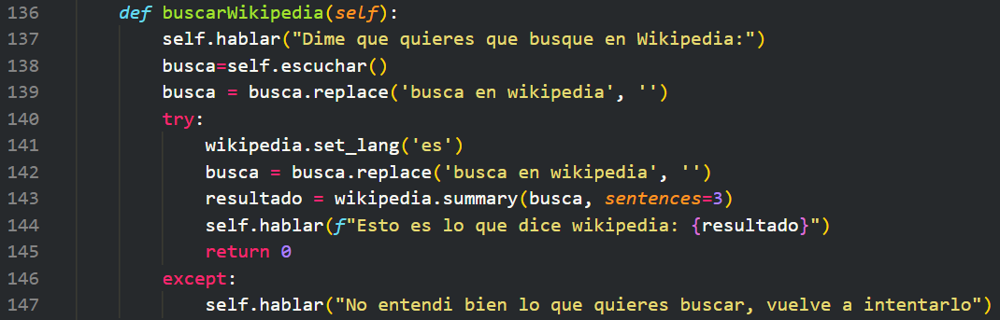 136 def buscarWikipedia(self):
137 self.hablar("Dime que quieres que busque en Wikipedia:")
138 busca=self.escuchar()
139 busca = busca.replace('busca en wikipedia', '')
140 try:
141 wikipedia.set_lang('es')
142 busca = busca.replace('busca en wikipedia', '')
143 resultado = wikipedia.summary(busca, sentences=3)
144 self.hablar(f"Esto es lo que dice wikipedia: {resultado}")
145 return 0
146 except:
147 self.hablar("No entendi bien lo que quieres buscar, vuelve a intentarlo")